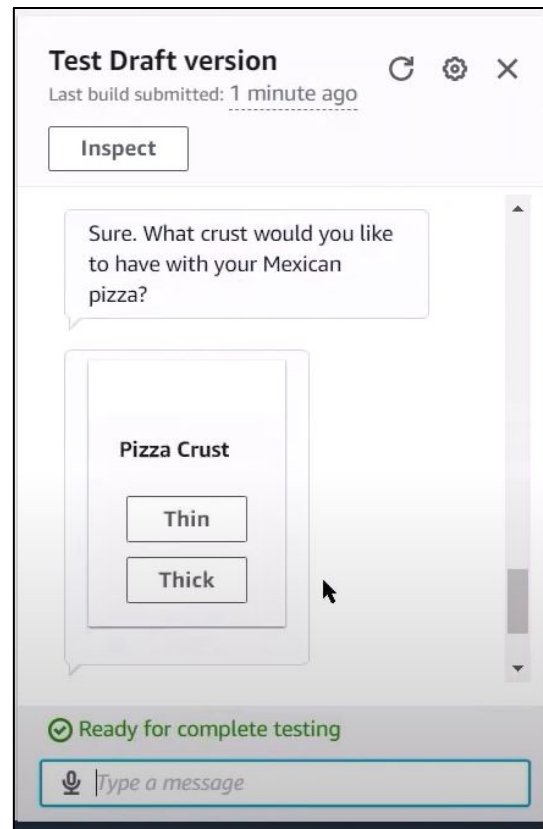 Test Draft version
Last build submitted: 1 minute ago
Inspect
Sure. What crust would you like
to have with your Mexican
pizza?
Pizza Crust
Thin
Thick
Ready for complete testing
Type a message